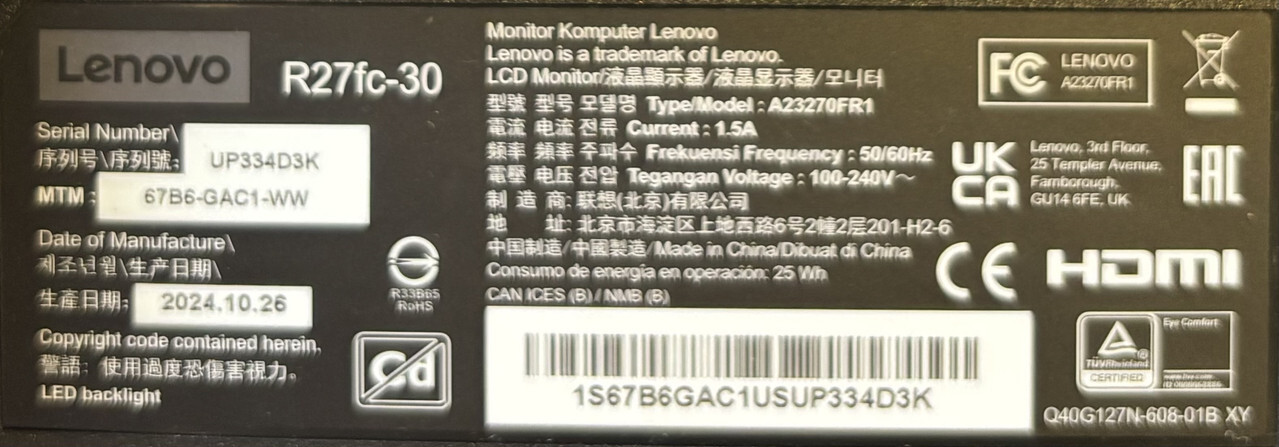 Lenovo
R27fc-30
Serial Number\
序列号\序列號: UP334D3K
MTM : 67B6-GAC1-WW
Date of Manufacture\
제조년월\生产日期\
生產日期: 2024.10.26
Copyright code contained herein.
警語: 使用過度恐傷害視力。
LED backlight
R33B65
RoHS
Cd
Monitor Komputer Lenovo
Lenovo is a trademark of Lenovo.
LCD Monitor/液晶顯示器/液晶显示器/모니터
型號 型号 모델명 Type/Model : A23270FR1
電流 电流 전류 Current : 1.5A
頻率 频率 주파수 Frekuensi Frequency : 50/60Hz
電壓 电压 전압 Tegangan Voltage : 100-240V～
制 造 商: 联想(北京)有限公司
地 址: 北京市海淀区上地西路6号2幢2层201-H2-6
中国制造/中國製造/Made in China/Dibuat di China
Consumo de energía en operación: 25 Wh
CAN ICES (B) / NMB (B)
1S67B6GAC1USUP334D3K
FC LENOVO
A23270FR1
UK
CA
Lenovo, 3rd Floor,
25 Templer Avenue,
Farnborough,
GU14 6FE, UK
EAC
CE
HDMI
TÜVRheinland
CERTIFIED
Eye Comfort
www.tuv.com
Q40G127N-608-01B XY